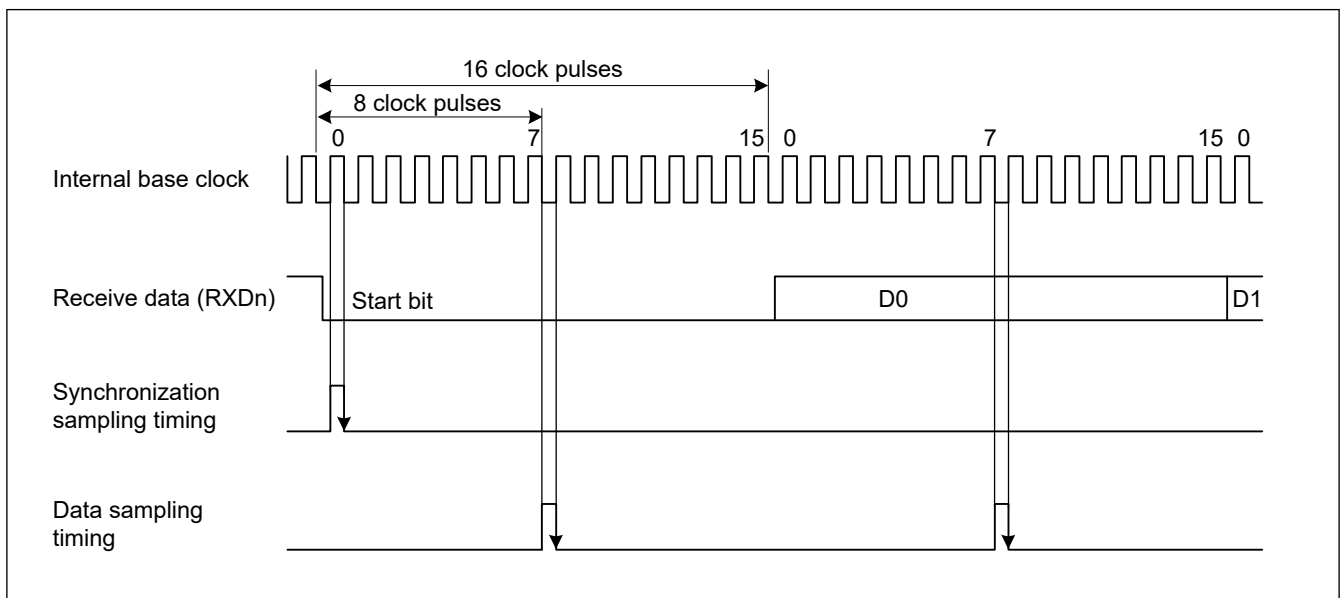 16 clock pulses
8 clock pulses
0 7 15 0 7 15 0
Internal base clock
Receive data (RXDn)
Start bit
D0
D1
Synchronization
sampling timing
Data sampling
timing